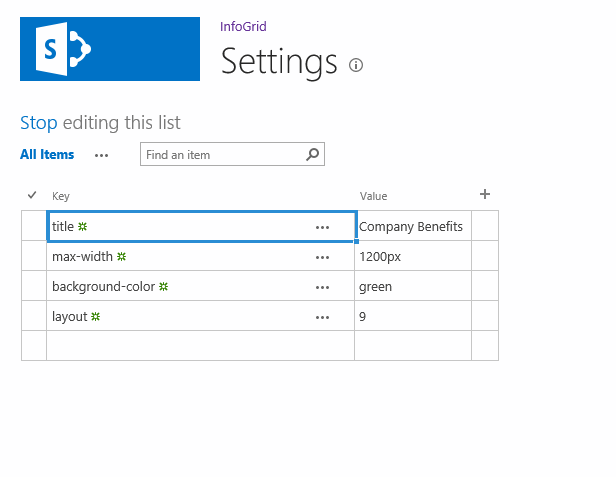 S
InfoGrid
Settings
Stop editing this list
All Items ••• Find an item
Key Value +
title ••• Company Benefits
max-width ••• 1200px
background-color ••• green
layout ••• 9